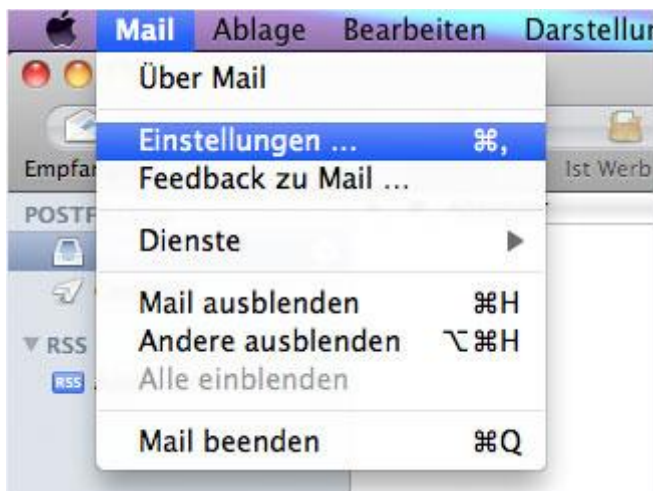 Mail Ablage Bearbeiten
Über Mail
Einstellungen ... ⌘,
Feedback zu Mail ...
Ist
POSTF
Dienste
Mail ausblenden ⌘H
Andere ausblenden ⌥⌘H
RSS
Alle einblenden
RSS
Mail beenden ⌘Q